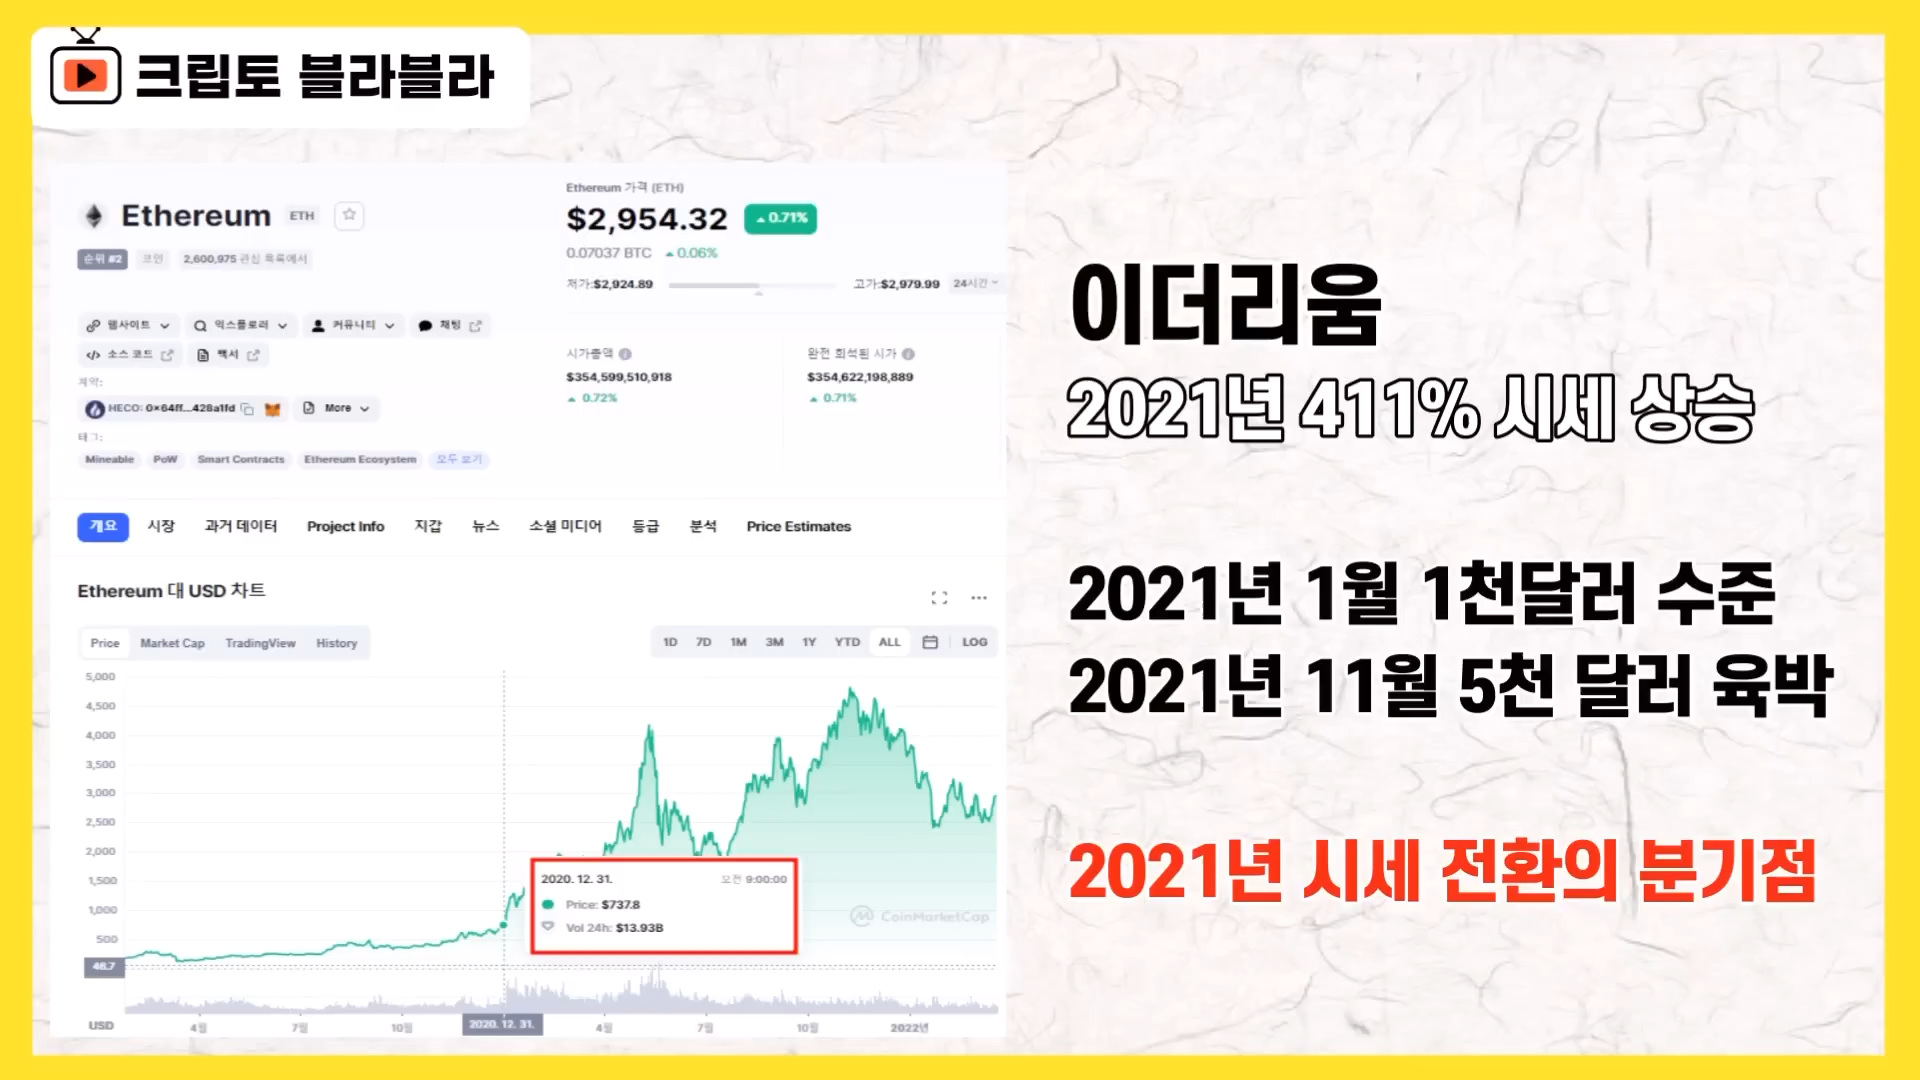 크립토 블라블라
Ethereum ETH
순위 #2 코인 2,600,975 관심 목록에서
Ethereum 가격 (ETH)
$2,954.32 0.71%
0.07037 BTC 0.06%
저가:$2,924.89 고가:$2,979.99 24시간
웹사이트 익스플로러 커뮤니티 채팅
소스 코드 백서
계약:
HECO: 0x64ff...428a1fd More
태그:
Mineable PoW Smart Contracts Ethereum Ecosystem 모두 보기
시가총액 완전 희석된 시가
$354,599,510,918 $354,622,198,889
0.72% 0.71%
개요 시장 과거 데이터 Project Info 지갑 뉴스 소셜 미디어 등급 분석 Price Estimates
Ethereum 대 USD 차트
Price Market Cap TradingView History 1D 7D 1M 3M 1Y YTD ALL LOG
5,000
4,500
4,000
3,500
3,000
2,500
2,000
1,500
1,000
500
48.7
2020. 12. 31. 오전 9:00:00
Price: $737.8
Vol 24h: $13.93B
CoinMarketCap
USD 4월 7월 10월 2020. 12. 31. 4월 7월 10월 2022년
이더리움
2021년 411% 시세 상승
2021년 1월 1천달러 수준
2021년 11월 5천 달러 육박
2021년 시세 전환의 분기점